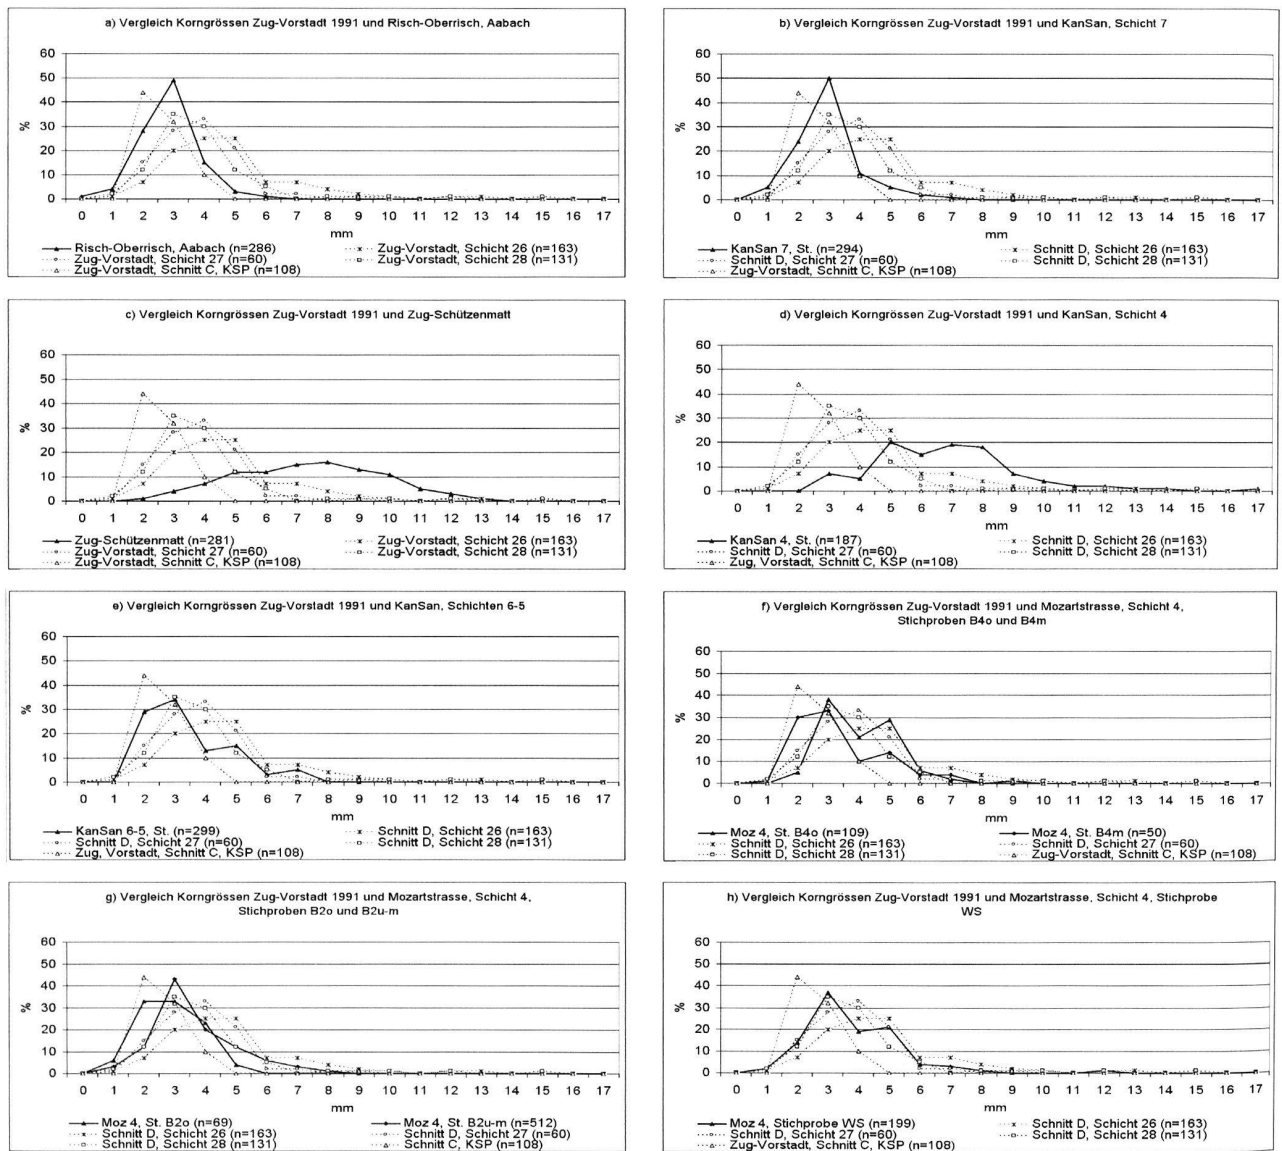 a) Vergleich Korngrössen Zug-Vorstadt 1991 und Risch-Oberrisch, Aabach
60
50
40
30
20
10
0
%
0 1 2 3 4 5 6 7 8 9 10 11 12 13 14 15 16 17
mm
Risch-Oberrisch, Aabach (n=286) Zug-Vorstadt, Schicht 26 (n=163)
Zug-Vorstadt, Schicht 27 (n=60) Zug-Vorstadt, Schicht 28 (n=131)
Zug-Vorstadt, Schnitt C, KSP (n=108)
b) Vergleich Korngrössen Zug-Vorstadt 1991 und KanSan, Schicht 7
60
50
40
30
20
10
0
%
0 1 2 3 4 5 6 7 8 9 10 11 12 13 14 15 16 17
mm
KanSan 7, St. (n=294) Schnitt D, Schicht 26 (n=163)
Schnitt D, Schicht 27 (n=60) Schnitt D, Schicht 28 (n=131)
Zug-Vorstadt, Schnitt C, KSP (n=108)
c) Vergleich Korngrössen Zug-Vorstadt 1991 und Zug-Schützenmatt
60
50
40
30
20
10
0
%
0 1 2 3 4 5 6 7 8 9 10 11 12 13 14 15 16 17
mm
Zug-Schützenmatt (n=281) Zug-Vorstadt, Schicht 26 (n=163)
Zug-Vorstadt, Schicht 27 (n=60) Zug-Vorstadt, Schicht 28 (n=131)
Zug-Vorstadt, Schnitt C, KSP (n=108)
d) Vergleich Korngrössen Zug-Vorstadt 1991 und KanSan, Schicht 4
60
50
40
30
20
10
0
%
0 1 2 3 4 5 6 7 8 9 10 11 12 13 14 15 16 17
mm
KanSan 4, St. (n=187) Schnitt D, Schicht 26 (n=163)
Schnitt D, Schicht 27 (n=60) Schnitt D, Schicht 28 (n=131)
Zug, Vorstadt, Schnitt C, KSP (n=108)
e) Vergleich Korngrössen Zug-Vorstadt 1991 und KanSan, Schichten 6-5
60
50
40
30
20
10
0
%
0 1 2 3 4 5 6 7 8 9 10 11 12 13 14 15 16 17
mm
KanSan 6-5, St. (n=299) Schnitt D, Schicht 26 (n=163)
Schnitt D, Schicht 27 (n=60) Schnitt D, Schicht 28 (n=131)
Zug, Vorstadt, Schnitt C, KSP (n=108)
f) Vergleich Korngrössen Zug-Vorstadt 1991 und Mozartstrasse, Schicht 4,
Stichproben B4o und B4m
60
50
40
30
20
10
0
%
0 1 2 3 4 5 6 7 8 9 10 11 12 13 14 15 16 17
mm
Moz 4, St. B4o (n=109) Moz 4, St. B4m (n=50)
Schnitt D, Schicht 26 (n=163) Schnitt D, Schicht 27 (n=60)
Schnitt D, Schicht 28 (n=131) Zug-Vorstadt, Schnitt C, KSP (n=108)
g) Vergleich Korngrössen Zug-Vorstadt 1991 und Mozartstrasse, Schicht 4,
Stichproben B2o und B2u-m
60
50
40
30
20
10
0
%
0 1 2 3 4 5 6 7 8 9 10 11 12 13 14 15 16 17
mm
Moz 4, St. B2o (n=69) Moz 4, St. B2u-m (n=512)
Schnitt D, Schicht 26 (n=163) Schnitt D, Schicht 27 (n=60)
Schnitt D, Schicht 28 (n=131) Schnitt C, KSP (n=108)
h) Vergleich Korngrössen Zug-Vorstadt 1991 und Mozartstrasse, Schicht 4, Stichprobe
WS
60
50
40
30
20
10
0
%
0 1 2 3 4 5 6 7 8 9 10 11 12 13 14 15 16 17
mm
Moz 4, Stichprobe WS (n=199) Schnitt D, Schicht 26 (n=163)
Schnitt D, Schicht 27 (n=60) Schnitt D, Schicht 28 (n=131)
Zug-Vorstadt, Schnitt C, KSP (n=108)